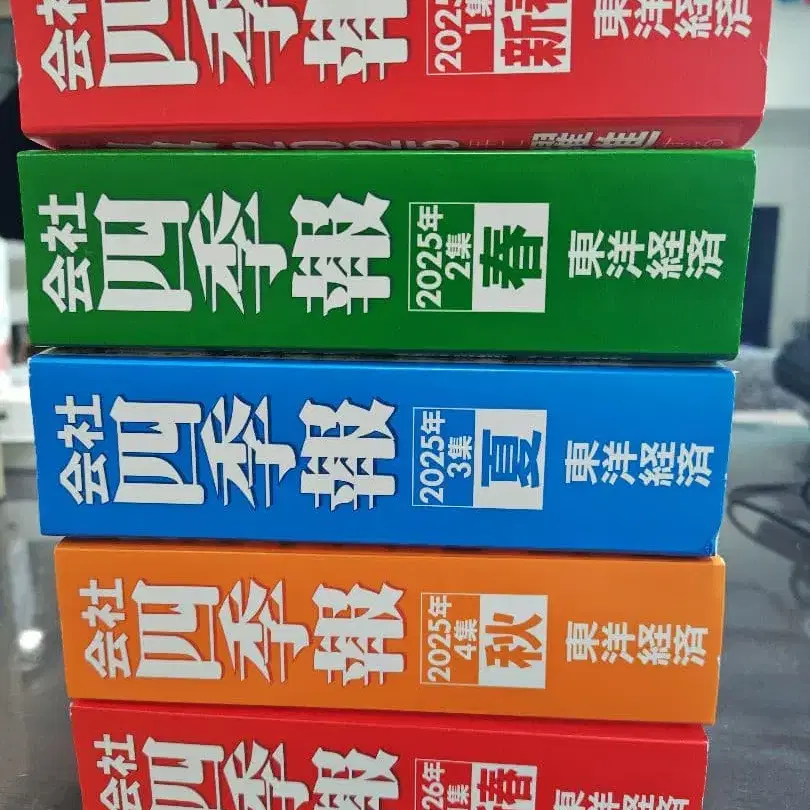 会社
四季報
2025
1集
新春
東洋経済
2025年
会社
四季報
2025年
2集
春
東洋経済
会社
四季報
2025年
3集
夏
東洋経済
会社
四季報
2025年
4集
秋
東洋経済
会社
四季報
26年
集
春
東洋経済